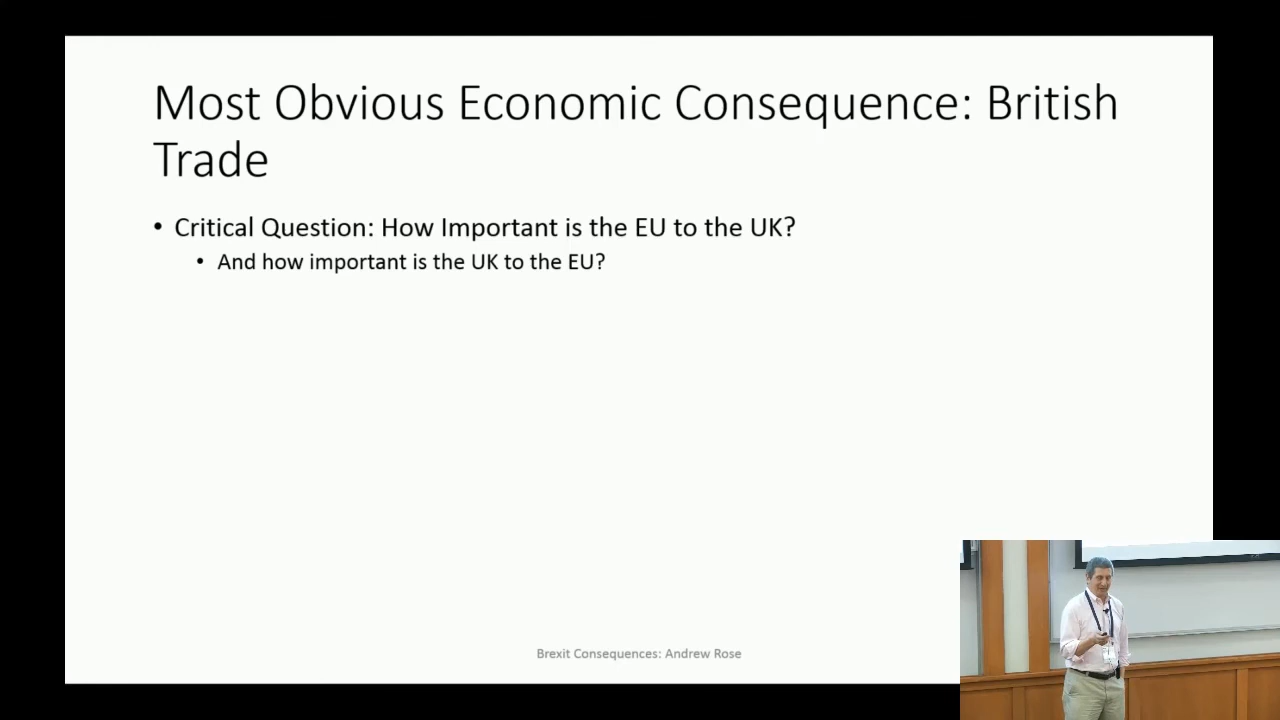 Most Obvious Economic Consequence: British
Trade
• Critical Question: How Important is the EU to the UK?
• And how important is the UK to the EU?
Brexit Consequences: Andrew Rose